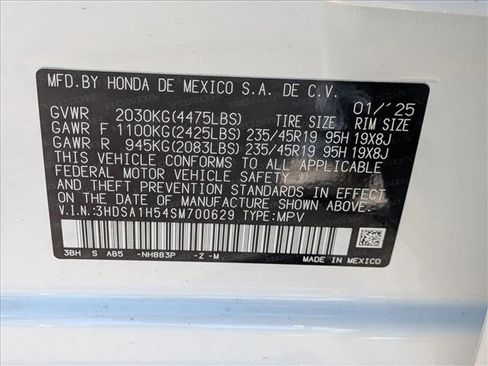 MFD.BY HONDA DE MEXICO S.A. DE C.V.
01/'25
GVWR 2030KG(4475LBS) TIRE SIZE RIM SIZE
GAWR F 1100KG(2425LBS) 235/45R19 95H 19X8J
GAWR R 945KG(2083LBS) 235/45R19 95H 19X8J
THIS VEHICLE CONFORMS TO ALL APPLICABLE
FEDERAL MOTOR VEHICLE SAFETY, BUMPER,
AND THEFT PREVENTION STANDARDS IN EFFECT
ON THE DATE OF MANUFACTURE SHOWN ABOVE.
V.I.N.:3HDSA1H54SM700629 TYPE:MPV
3BH S AB5 -NH883P -Z -M MADE IN MEXICO